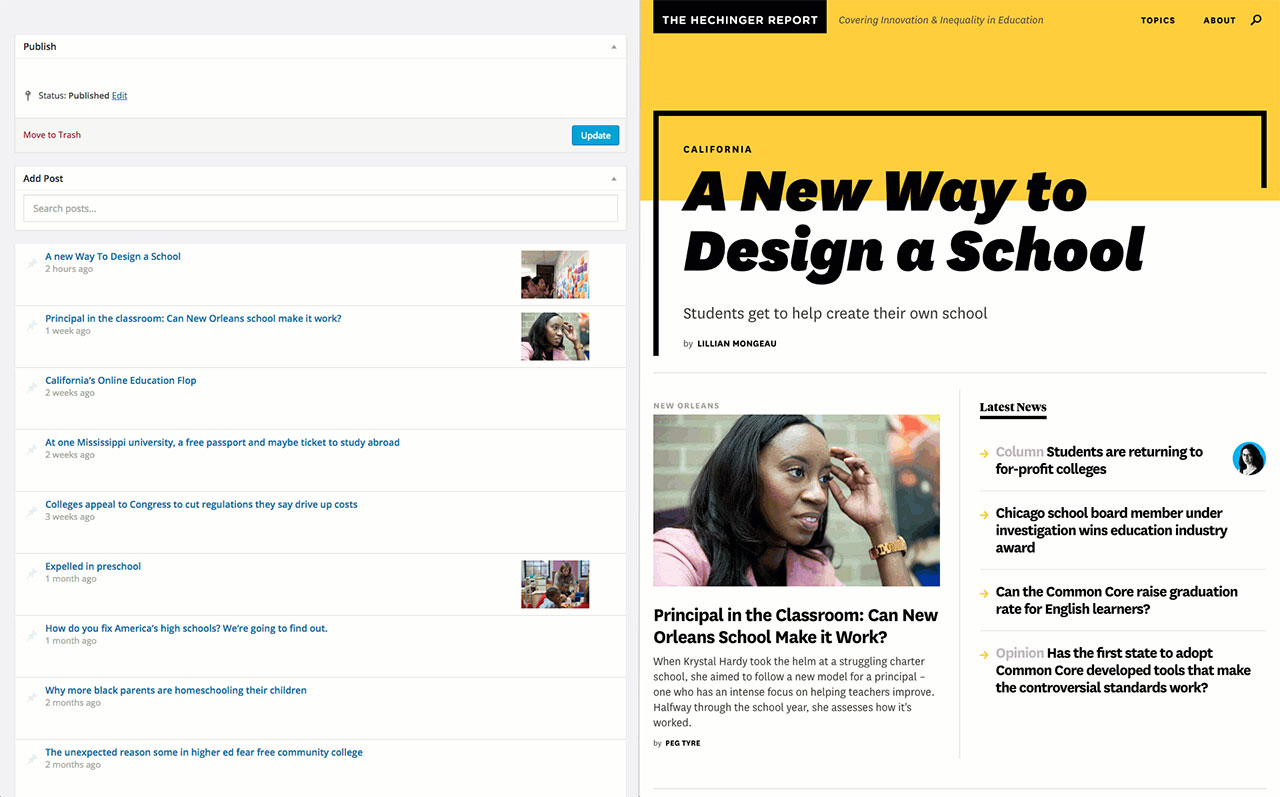 Publish
Status: Published Edit
Move to Trash
Update
Add Post
Search posts...
A new Way To Design a School
2 hours ago
Principal in the classroom: Can New Orleans school make it work?
1 week ago
California's Online Education Flop
2 weeks ago
At one Mississippi university, a free passport and maybe ticket to study abroad
2 weeks ago
Colleges appeal to Congress to cut regulations they say drive up costs
3 weeks ago
Expelled in preschool
1 month ago
How do you fix America's high schools? We're going to find out.
1 month ago
Why more black parents are homeschooling their children
2 months ago
The unexpected reason some in higher ed fear free community college
2 months ago
THE HECHINGER REPORT
Covering Innovation & Inequality in Education
TOPICS
ABOUT
CALIFORNIA
A New Way to
Design a School
Students get to help create their own school
by LILLIAN MONGEAU
NEW ORLEANS
Principal in the Classroom: Can New
Orleans School Make it Work?
When Krystal Hardy took the helm at a struggling charter
school, she aimed to follow a new model for a principal –
one who has an intense focus on helping teachers improve.
Halfway through the school year, she assesses how it's
worked.
by PEG TYRE
Latest News
Column Students are returning to
for-profit colleges
Chicago school board member under
investigation wins education industry
award
Can the Common Core raise graduation
rate for English learners?
Opinion Has the first state to adopt
Common Core developed tools that make
the controversial standards work?